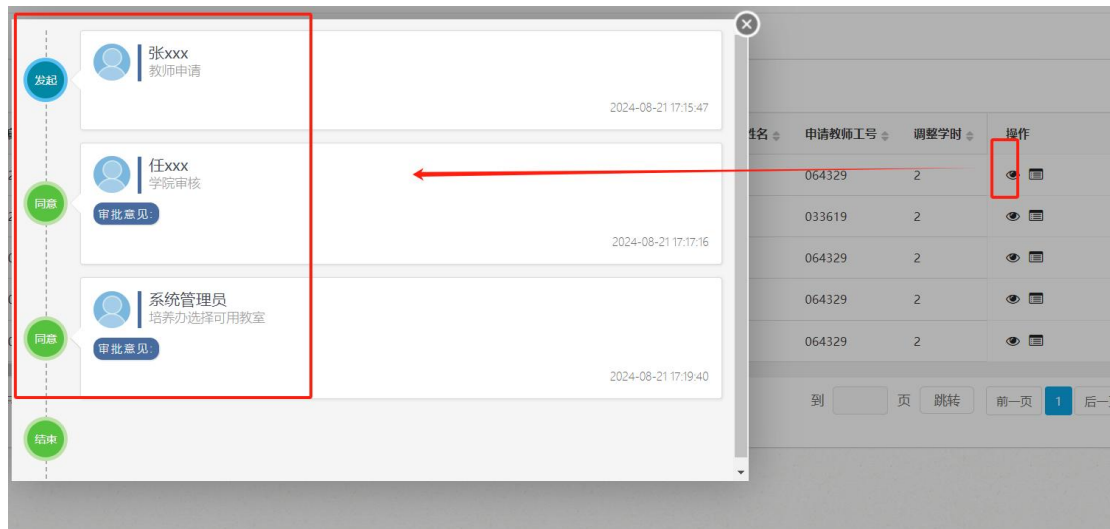 发起
张xxx
教师申请
2024-08-21 17:15:47
同意
任xxx
学院审核
审批意见:
2024-08-21 17:17:16
同意
系统管理员
培养办选择可用教室
审批意见:
2024-08-21 17:19:40
结束
姓名 申请教师工号 调整学时 操作
064329 2
033619 2
064329 2
064329 2
064329 2
到 页 跳转 前一页 1 后一